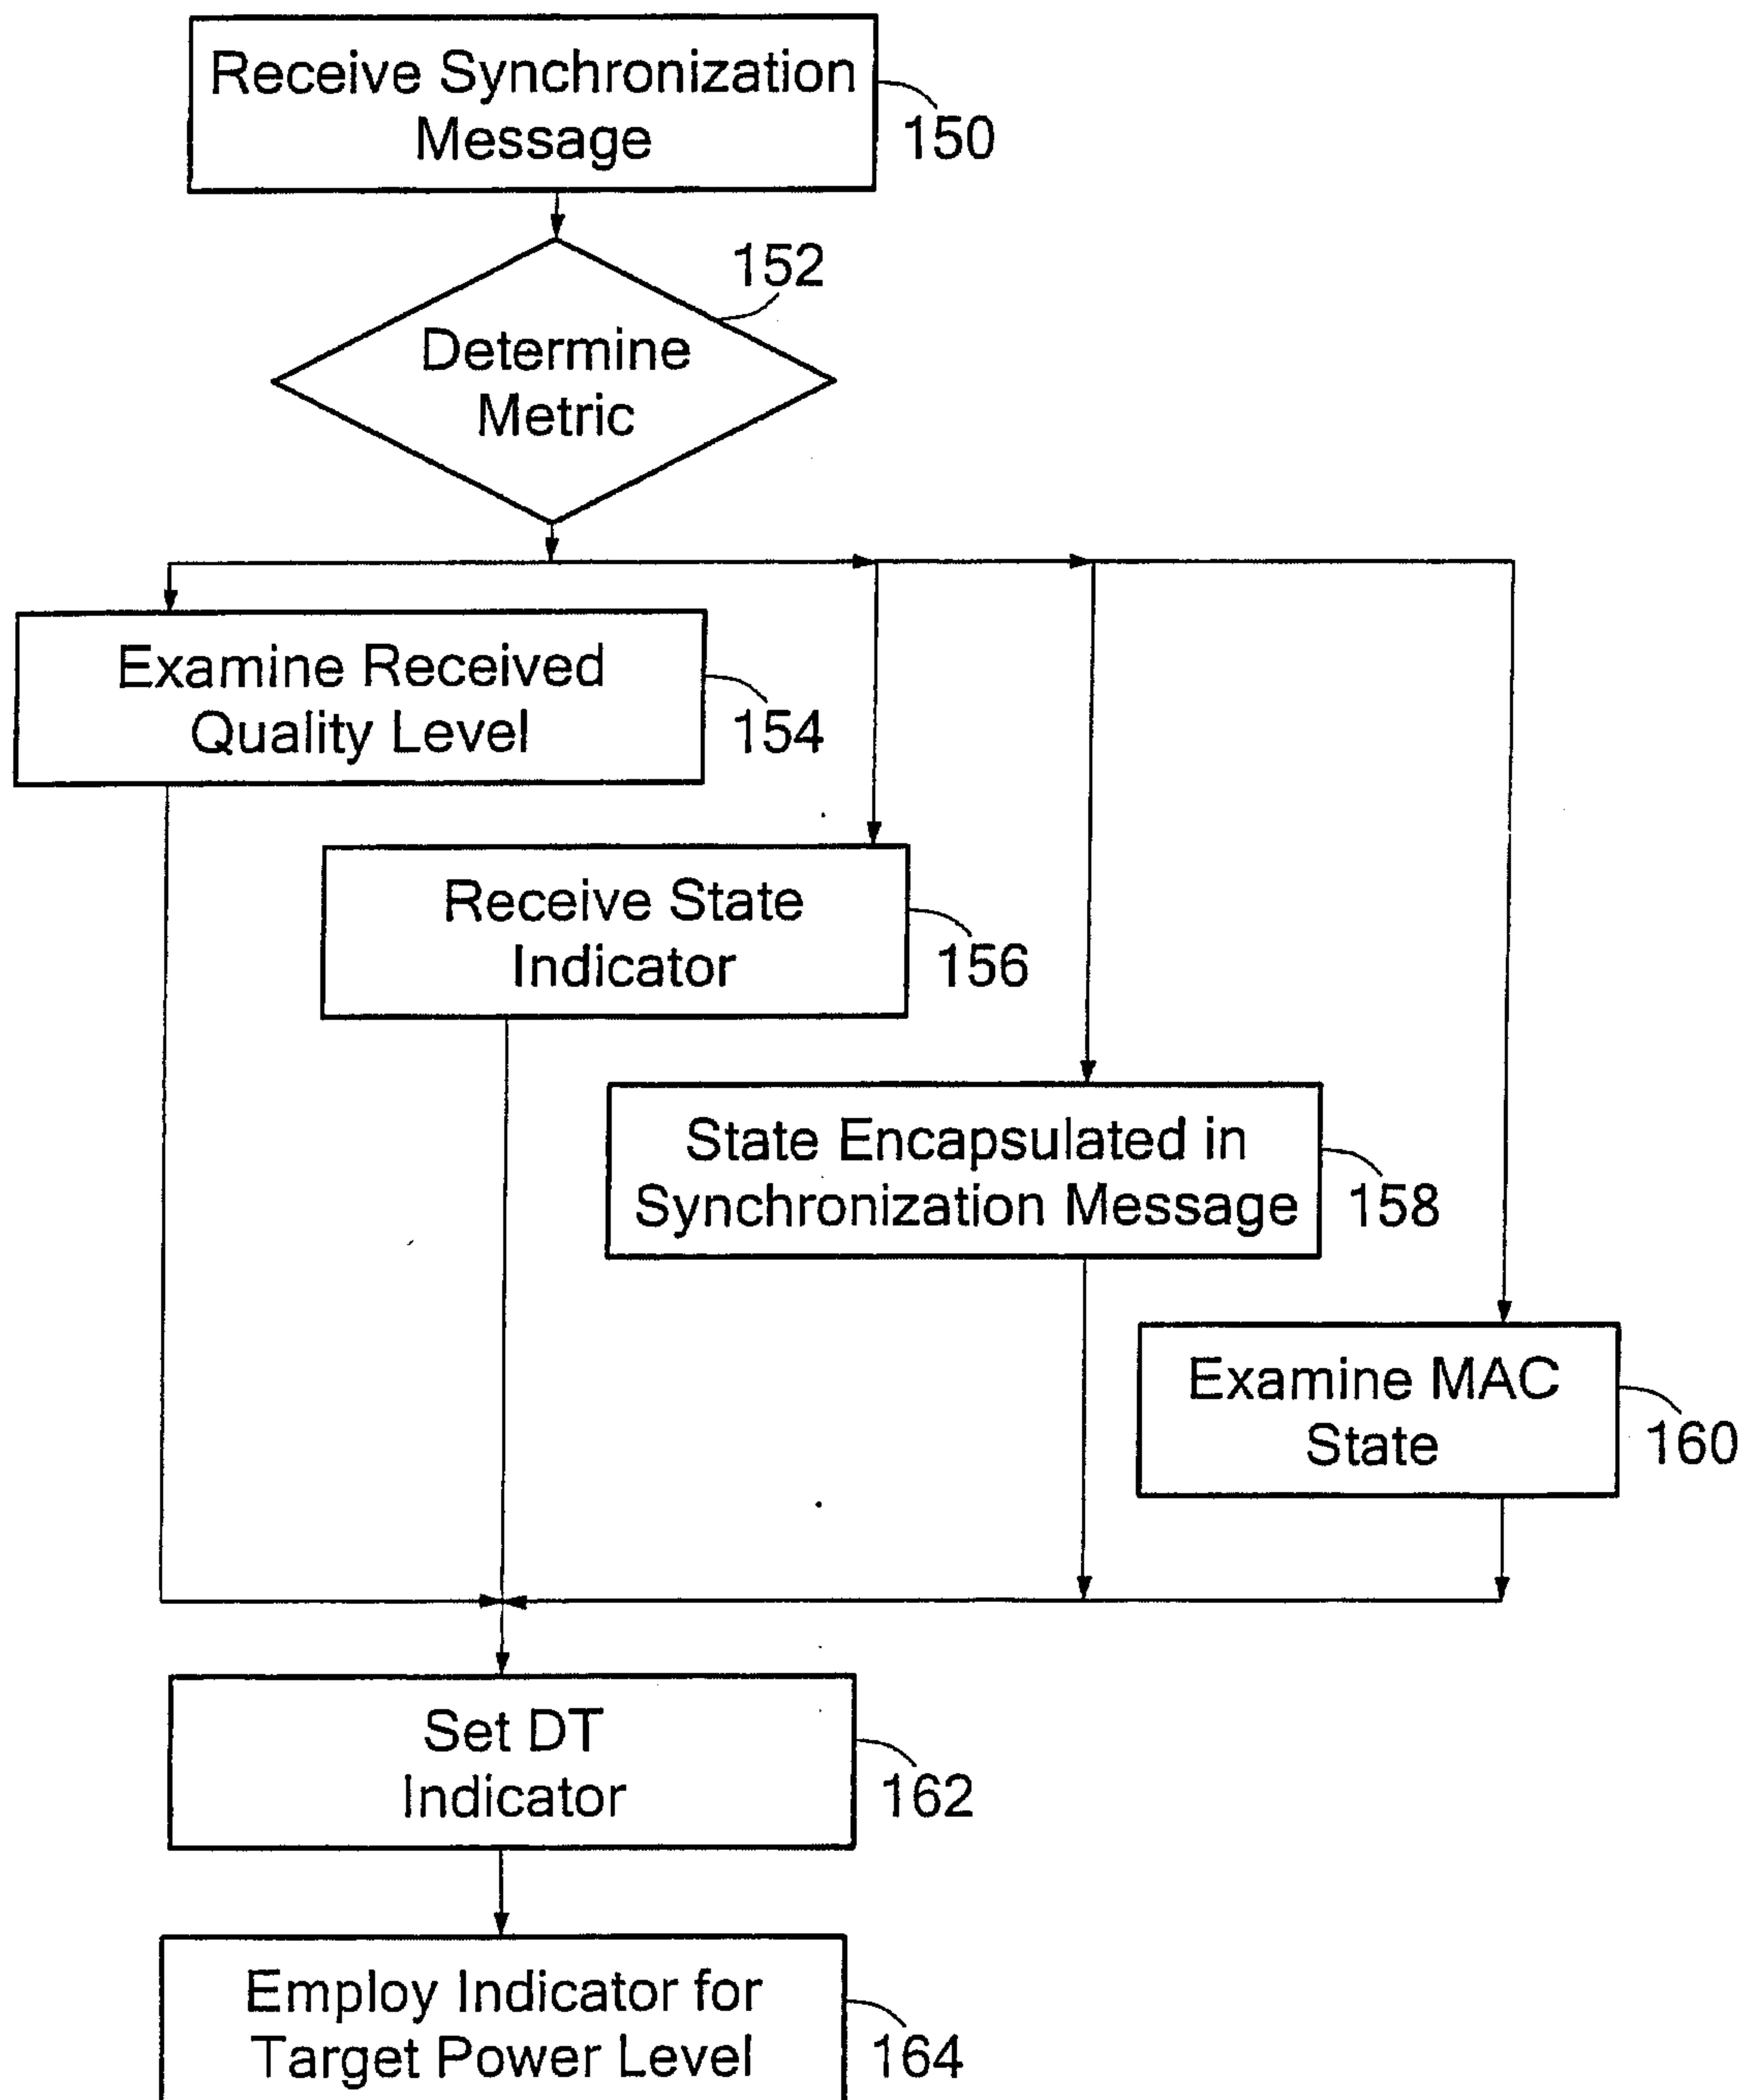 Receive Synchronization
Message
150
152
Determine
Metric
Examine Received
Quality Level
154
Receive State
Indicator
156
State Encapsulated in
Synchronization Message
158
Examine MAC
State
160
Set DT
Indicator
162
Employ Indicator for
Target Power Level
164